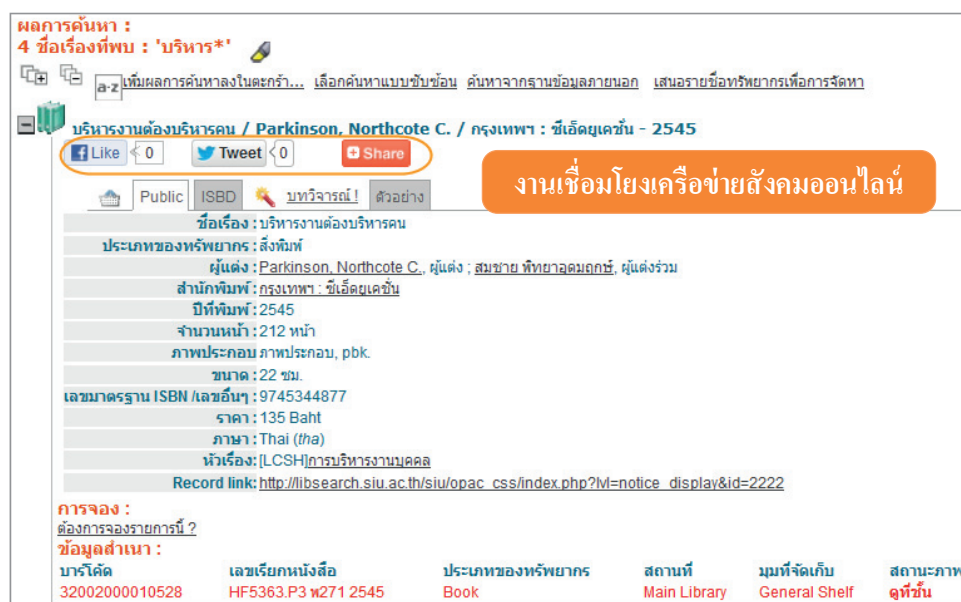 ผลการค้นหา :
4 ชื่อเรื่องที่พบ : 'บริหาร*'
a-z เพิ่มผลการค้นหาลงในตะกร้า... เลือกค้นหาแบบซับซ้อน ค้นหาจากฐานข้อมูลภายนอก เสนอรายชื่อทรัพยากรเพื่อการจัดหา
บริหารงานต้องบริหารคน / Parkinson, Northcote C. / กรุงเทพฯ : ซีเอ็ดยูเคชั่น - 2545
Like 0 Tweet 0 Share
งานเชื่อมโยงเครือข่ายสังคมออนไลน์
Public ISBD บทวิจารณ์ ! ตัวอย่าง
ชื่อเรื่อง : บริหารงานต้องบริหารคน
ประเภทของทรัพยากร : สิ่งพิมพ์
ผู้แต่ง : Parkinson, Northcote C., ผู้แต่ง ; สมชาย พิทยาอุดมฤกษ์, ผู้แต่งร่วม
สำนักพิมพ์ : กรุงเทพฯ : ซีเอ็ดยูเคชั่น
ปีที่พิมพ์ : 2545
จำนวนหน้า : 212 หน้า
ภาพประกอบ ภาพประกอบ, pbk.
ขนาด : 22 ซม.
เลขมาตรฐาน ISBN /เลขอื่นๆ : 9745344877
ราคา : 135 Baht
ภาษา : Thai (tha)
หัวเรื่อง: [LCSH]การบริหารงานบุคคล
Record link: http://libsearch.siu.ac.th/siu/opac_css/index.php?lvl=notice_display&id=2222
การจอง :
ต้องการจองรายการนี้ ?
ข้อมูลสำเนา :
บาร์โค้ด เลขเรียกหนังสือ ประเภทของทรัพยากร สถานที่ มุมที่จัดเก็บ สถานะภาพ
32002000010528 HF5363.P3 พ271 2545 Book Main Library General Shelf ดูที่ชั้น